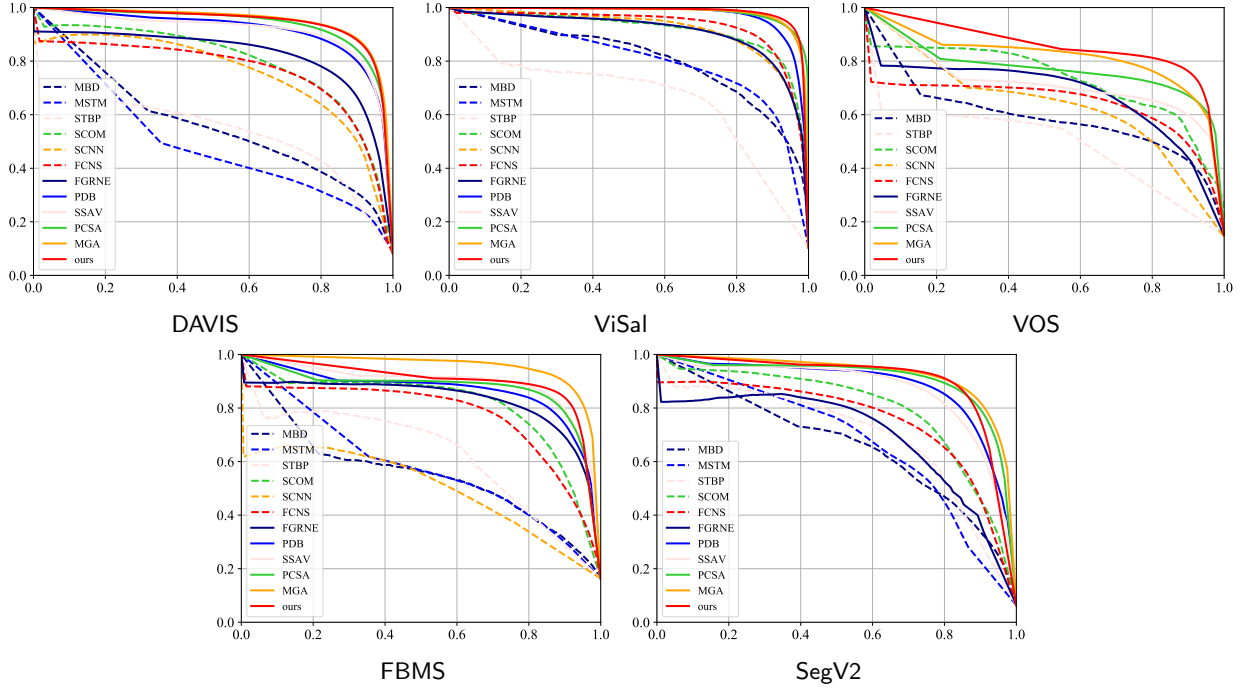 1.0
0.8
0.6
0.4
0.2
0.0
MBD
MSTM
STBP
SCOM
SCNN
FCNS
FGRNE
PDB
SSAV
PCSA
MGA
ours
0.0 0.2 0.4 0.6 0.8 1.0
DAVIS
1.0
0.8
0.6
0.4
0.2
0.0
MBD
MSTM
STBP
SCOM
SCNN
FCNS
FGRNE
PDB
SSAV
PCSA
MGA
ours
0.0 0.2 0.4 0.6 0.8 1.0
ViSal
1.0
0.8
0.6
0.4
0.2
0.0
MBD
STBP
SCOM
SCNN
FCNS
FGRNE
SSAV
PCSA
MGA
ours
0.0 0.2 0.4 0.6 0.8 1.0
VOS
1.0
0.8
0.6
0.4
0.2
0.0
MBD
MSTM
STBP
SCOM
SCNN
FCNS
FGRNE
PDB
SSAV
PCSA
MGA
ours
0.0 0.2 0.4 0.6 0.8 1.0
FBMS
1.0
0.8
0.6
0.4
0.2
0.0
MBD
MSTM
STBP
SCOM
FCNS
FGRNE
PDB
SSAV
PCSA
MGA
ours
0.0 0.2 0.4 0.6 0.8 1.0
SegV2